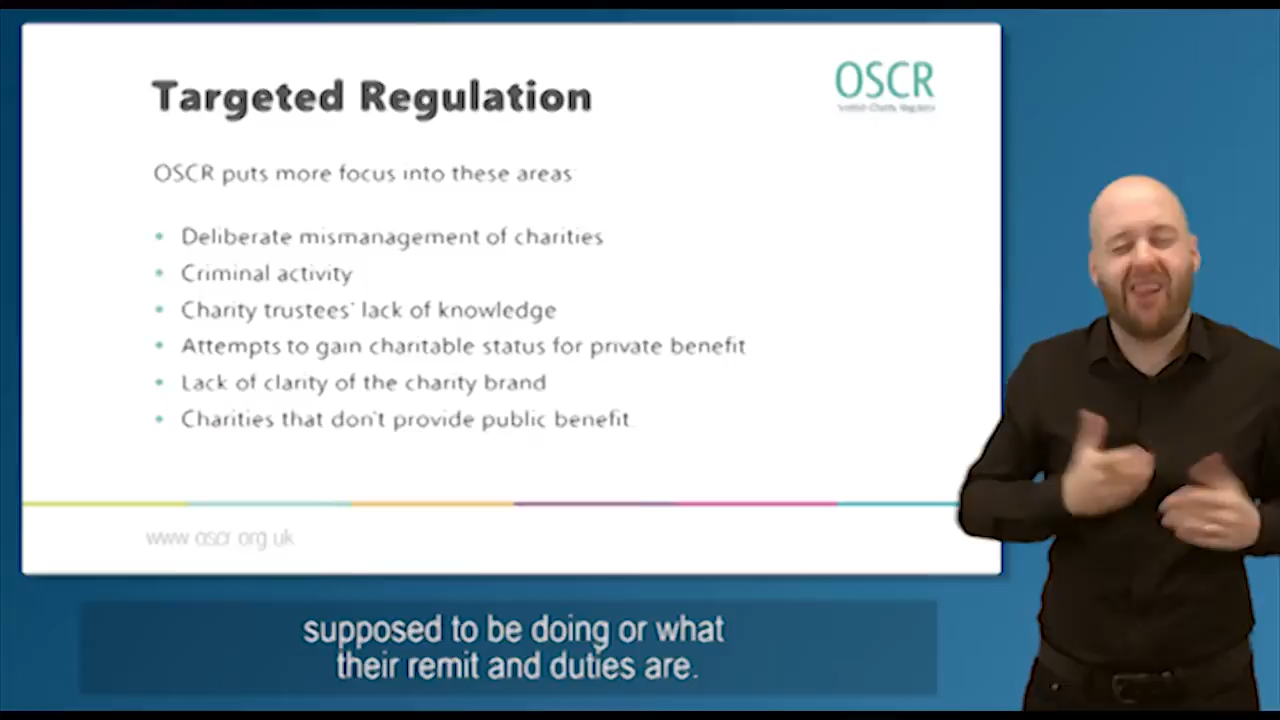 Targeted Regulation
OSCR
Scottish Charity Regulator
OSCR puts more focus into these areas
• Deliberate mismanagement of charities
• Criminal activity
• Charity trustees' lack of knowledge
• Attempts to gain charitable status for private benefit
• Lack of clarity of the charity brand
• Charities that don't provide public benefit
www.oscr.org.uk
supposed to be doing or what
their remit and duties are.